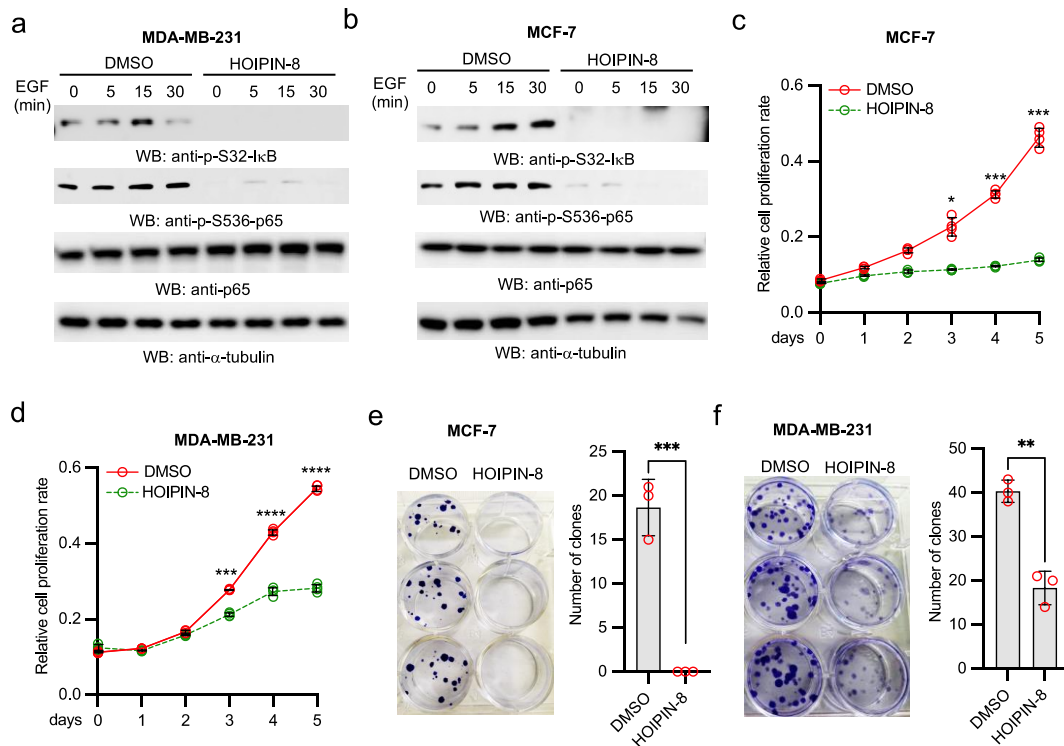 a
MDA-MB-231
DMSO HOIPIN-8
EGF (min) 0 5 15 30 0 5 15 30
WB: anti-p-S32-IκB
WB: anti-p-S536-p65
WB: anti-p65
WB: anti-α-tubulin
b
MCF-7
DMSO HOIPIN-8
EGF (min) 0 5 15 30 0 5 15 30
WB: anti-p-S32-IκB
WB: anti-p-S536-p65
WB: anti-p65
WB: anti-α-tubulin
c
MCF-7
DMSO
HOIPIN-8
Relative cell proliferation rate
0.6
0.4
0.2
0.0
* *** ***
days 0 1 2 3 4 5
d
MDA-MB-231
DMSO
HOIPIN-8
Relative cell proliferation rate
0.6
0.4
0.2
0.0
*** **** ****
days 0 1 2 3 4 5
e
MCF-7
DMSO HOIPIN-8
Number of clones
25
20
15
10
5
0
***
DMSO HOIPIN-8
f
MDA-MB-231
DMSO HOIPIN-8
Number of clones
50
40
30
20
10
0
**
DMSO HOIPIN-8